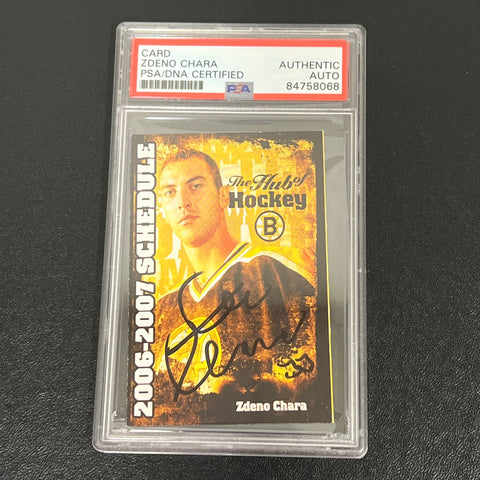 CARD
ZDENO CHARA
PSA/DNA CERTIFIED
AUTHENTIC
AUTO
84758068
PSA
2006-2007 SCHEDULE
The Hub of
Hockey
B
33
Zdeno Chara